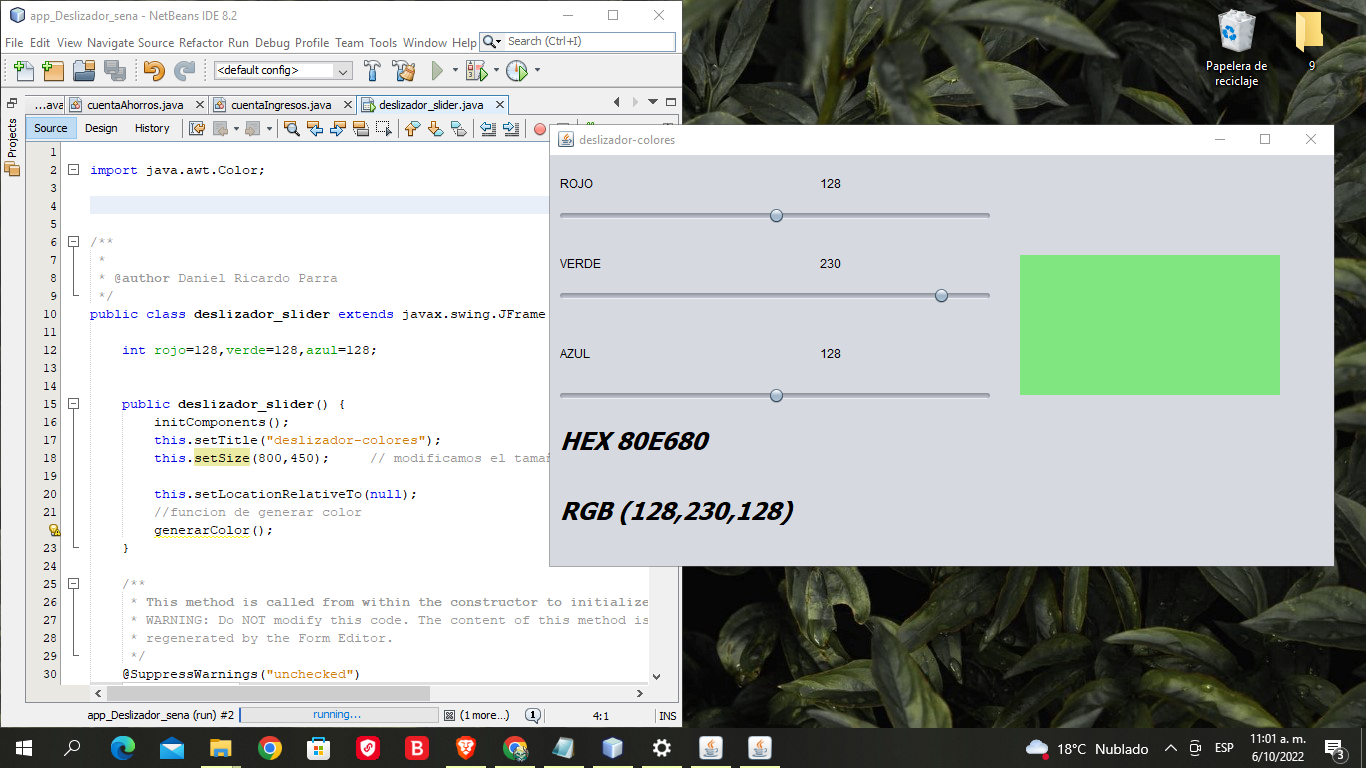 app_Deslizador_sena - NetBeans IDE 8.2
File Edit View Navigate Source Refactor Run Debug Profile Team Tools Window Help
Search (Ctrl+I)
<default config>
...ava
cuentaAhorros.java
cuentaIngresos.java
deslizador_slider.java
Projects
Source Design History
1
2 import java.awt.Color;
3
4
5
6 /**
7 *
8 * @author Daniel Ricardo Parra
9 */
10 public class deslizador_slider extends javax.swing.JFrame
11
12 int rojo=128,verde=128,azul=128;
13
14
15 public deslizador_slider() {
16 initComponents();
17 this.setTitle("deslizador-colores");
18 this.setSize(800,450); // modificamos el tamañ
19
20 this.setLocationRelativeTo(null);
21 //funcion de generar color
generarColor();
23 }
24
25 /**
26 * This method is called from within the constructor to initialize
27 * WARNING: Do NOT modify this code. The content of this method is
28 * regenerated by the Form Editor.
29 */
30 @SuppressWarnings("unchecked")
app_Deslizador_sena (run) #2
running...
(1 more...)
1
4:1
INS
deslizador-colores
ROJO 128
VERDE 230
AZUL 128
HEX 80E680
RGB (128,230,128)
Papelera de
reciclaje
9
18°C Nublado
ESP
11:01 a. m.
6/10/2022
3